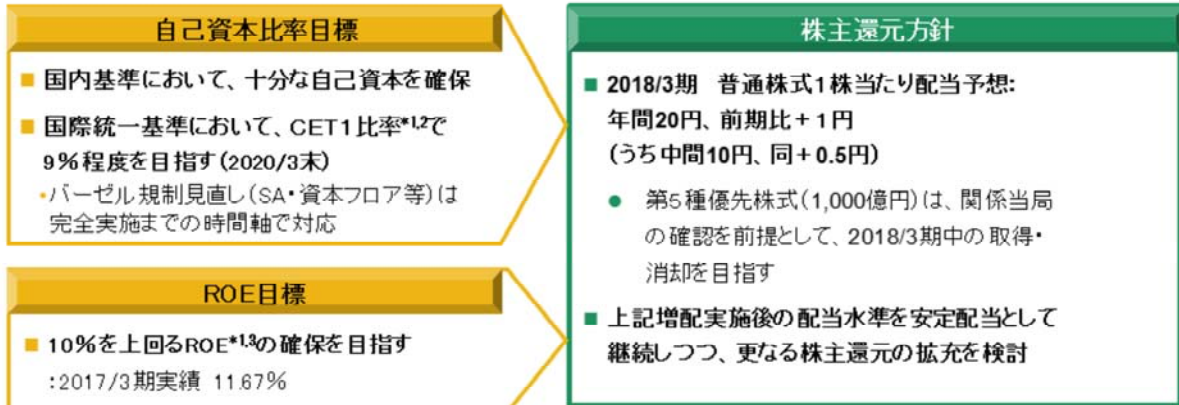 自己資本比率目標
■ 国内基準において、十分な自己資本を確保
■ 国際統一基準において、CET1比率*1,2で
9%程度を目指す(2020/3末)
・バーゼル規制見直し(SA・資本フロア等)は
完全実施までの時間軸で対応
ROE目標
■ 10%を上回るROE*1,3の確保を目指す
:2017/3期実績 11.67%
株主還元方針
■ 2018/3期 普通株式1株当たり配当予想:
年間20円、前期比+1円
(うち中間10円、同+0.5円)
● 第5種優先株式(1,000億円)は、関係当局
の確認を前提として、2018/3期中の取得・
消却を目指す
■ 上記増配実施後の配当水準を安定配当として
継続しつつ、更なる株主還元の拡充を検討